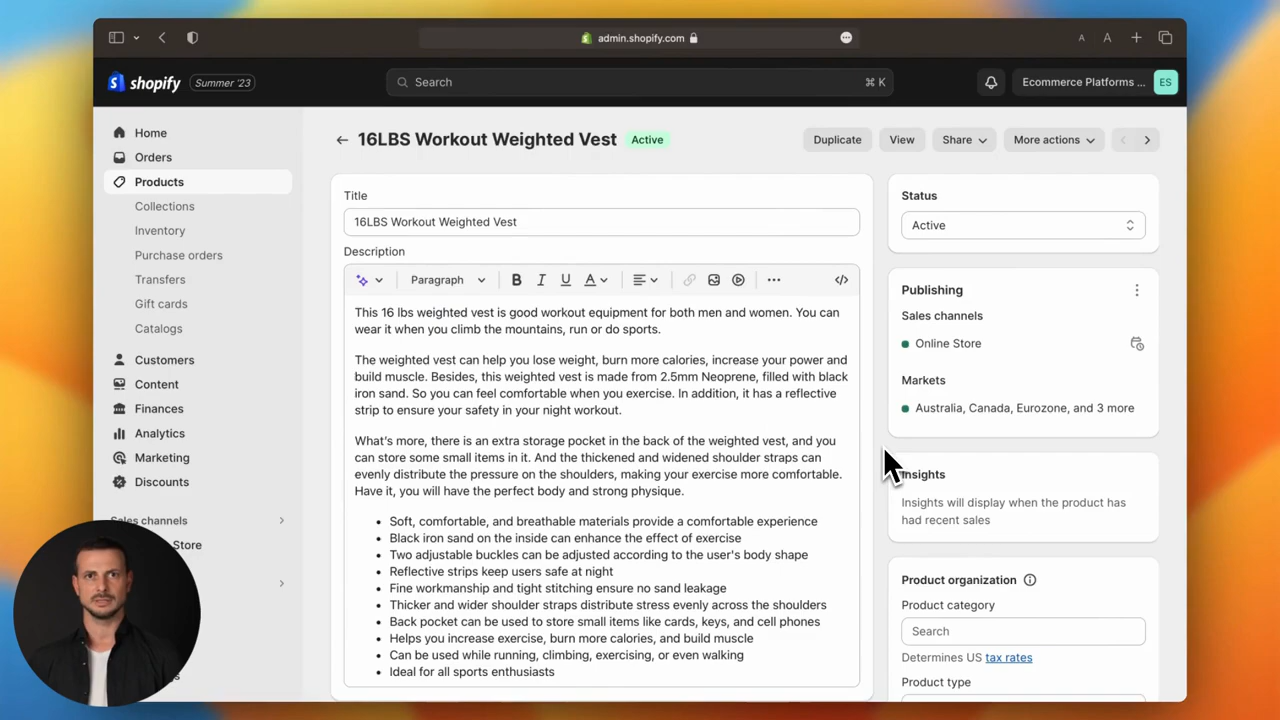 admin.shopify.com
A A
shopify Summer '23
Search ⌘ K
Ecommerce Platforms ... ES
Home
Orders
Products
Collections
Inventory
Purchase orders
Transfers
Gift cards
Catalogs
Customers
Content
Finances
Analytics
Marketing
Discounts
Sales channels
Store
16LBS Workout Weighted Vest Active
Duplicate View Share More actions
Title
16LBS Workout Weighted Vest
Description
Paragraph B I U A
This 16 lbs weighted vest is good workout equipment for both men and women. You can
wear it when you climb the mountains, run or do sports.
The weighted vest can help you lose weight, burn more calories, increase your power and
build muscle. Besides, this weighted vest is made from 2.5mm Neoprene, filled with black
iron sand. So you can feel comfortable when you exercise. In addition, it has a reflective
strip to ensure your safety in your night workout.
What's more, there is an extra storage pocket in the back of the weighted vest, and you
can store some small items in it. And the thickened and widened shoulder straps can
evenly distribute the pressure on the shoulders, making your exercise more comfortable.
Have it, you will have the perfect body and strong physique.
• Soft, comfortable, and breathable materials provide a comfortable experience
• Black iron sand on the inside can enhance the effect of exercise
• Two adjustable buckles can be adjusted according to the user's body shape
• Reflective strips keep users safe at night
• Fine workmanship and tight stitching ensure no sand leakage
• Thicker and wider shoulder straps distribute stress evenly across the shoulders
• Back pocket can be used to store small items like cards, keys, and cell phones
• Helps you increase exercise, burn more calories, and build muscle
• Can be used while running, climbing, exercising, or even walking
• Ideal for all sports enthusiasts
Status
Active
Publishing
Sales channels
Online Store
Markets
Australia, Canada, Eurozone, and 3 more
Insights
Insights will display when the product has
had recent sales
Product organization
Product category
Search
Determines US tax rates
Product type